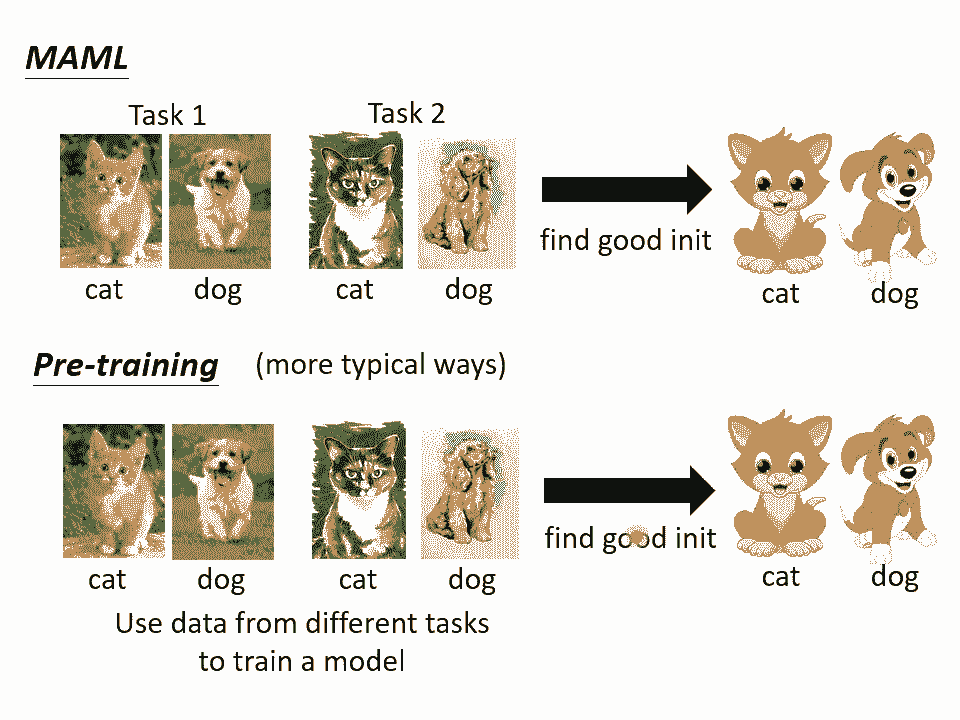 MAML
Task 1
Task 2
cat
dog
cat
dog
find good init
cat
dog
Pre-training (more typical ways)
cat
dog
cat
dog
find good init
cat
dog
Use data from different tasks
to train a model